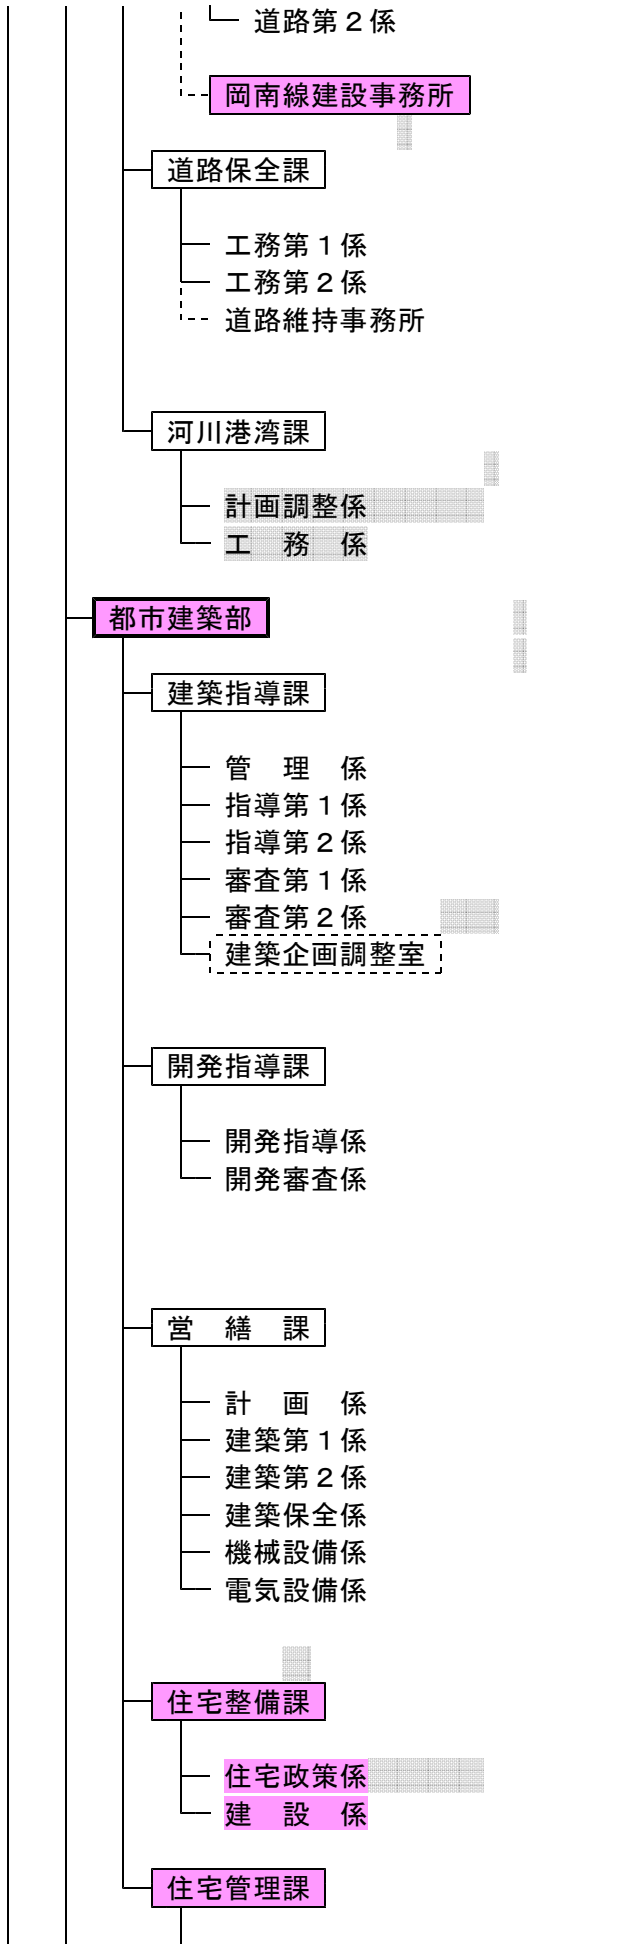 道路第２係
岡南線建設事務所
道路保全課
工務第１係
工務第２係
道路維持事務所
河川港湾課
計画調整係
工　務　係
都市建築部
建築指導課
管　理　係
指導第１係
指導第２係
審査第１係
審査第２係
建築企画調整室
開発指導課
開発指導係
開発審査係
営　繕　課
計　画　係
建築第１係
建築第２係
建築保全係
機械設備係
電気設備係
住宅整備課
住宅政策係
建　設　係
住宅管理課